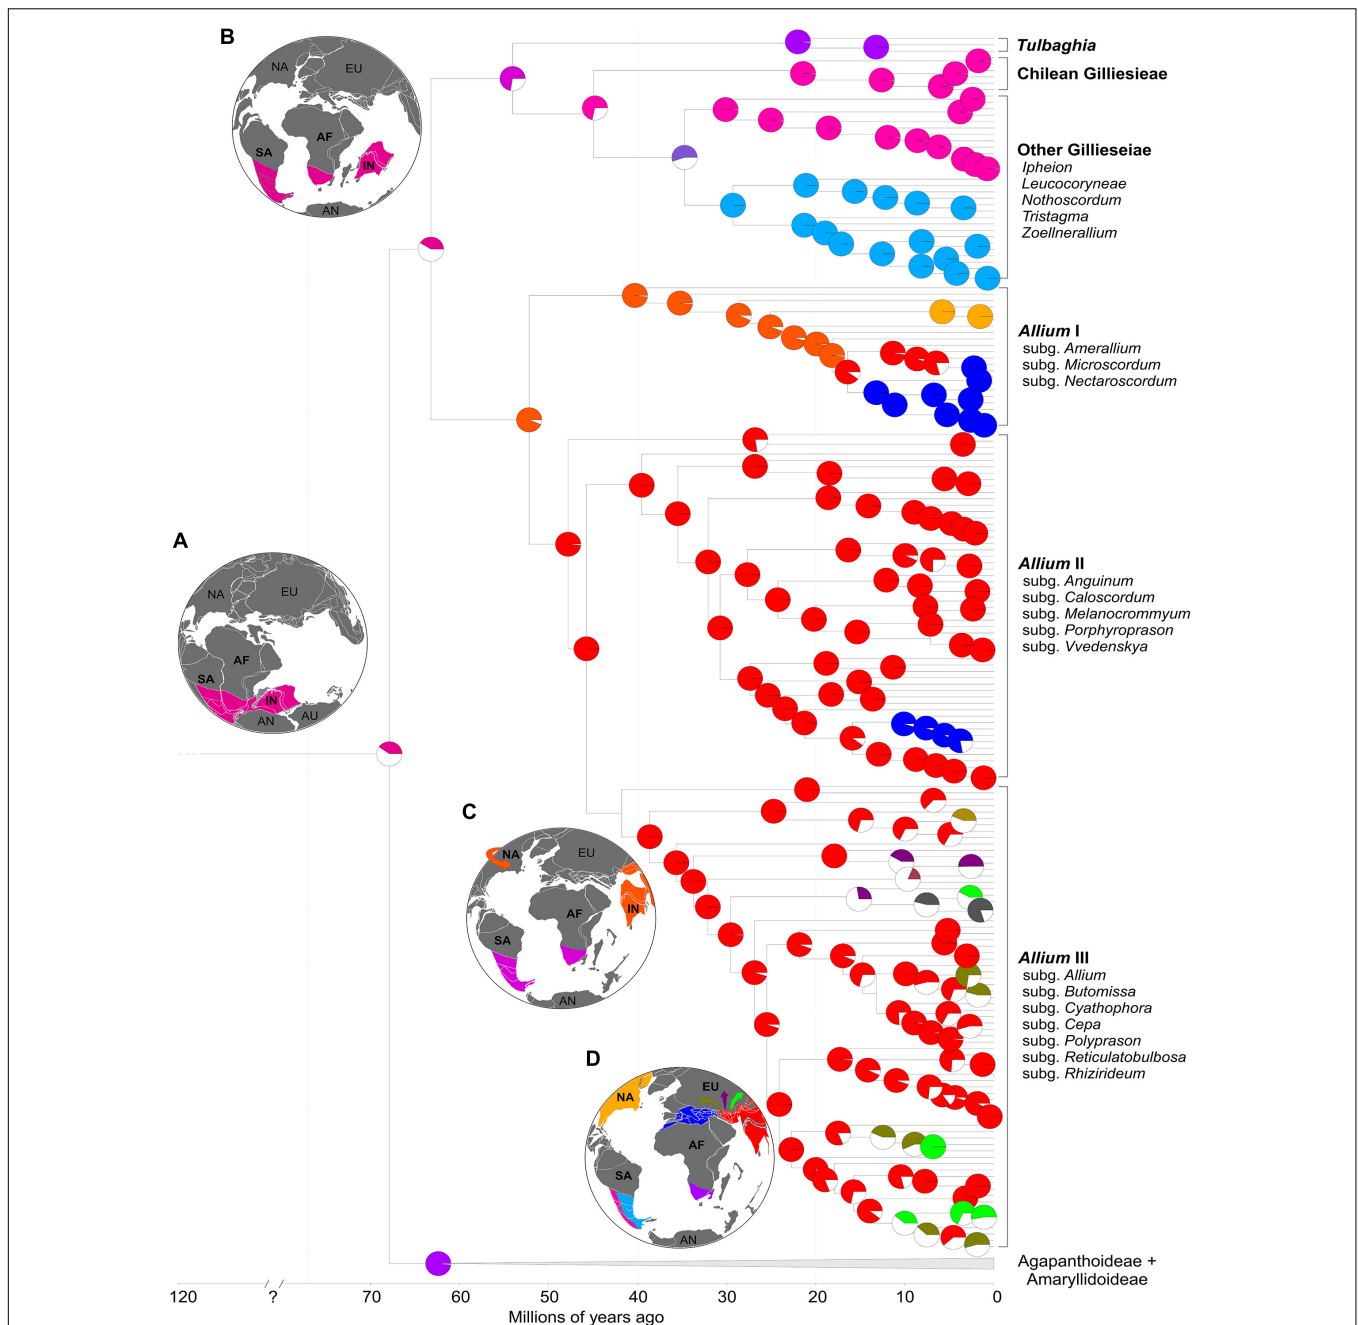 B
NA
EU
AF
SA
IN
AN
Tulbaghia
Chilean Gilliesieae
Other Gillieseiae
Ipheion
Leucocoryneae
Nothoscordum
Tristagma
Zoellnerallium
Allium I
subg. Amerallium
subg. Microscordum
subg. Nectaroscordum
A
NA
EU
AF
SA
IN
AN
AU
Allium II
subg. Anguinum
subg. Caloscordum
subg. Melanocrommyum
subg. Porphyroprason
subg. Vvedenskya
C
NA
EU
IN
AF
SA
AN
Allium III
subg. Allium
subg. Butomissa
subg. Cyathophora
subg. Cepa
subg. Polyprason
subg. Reticulatobulbosa
subg. Rhizirideum
D
EU
NA
AF
SA
AN
Agapanthoideae +
Amaryllidoideae
120 ? 70 60 50 40 30 20 10 0
Millions of years ago